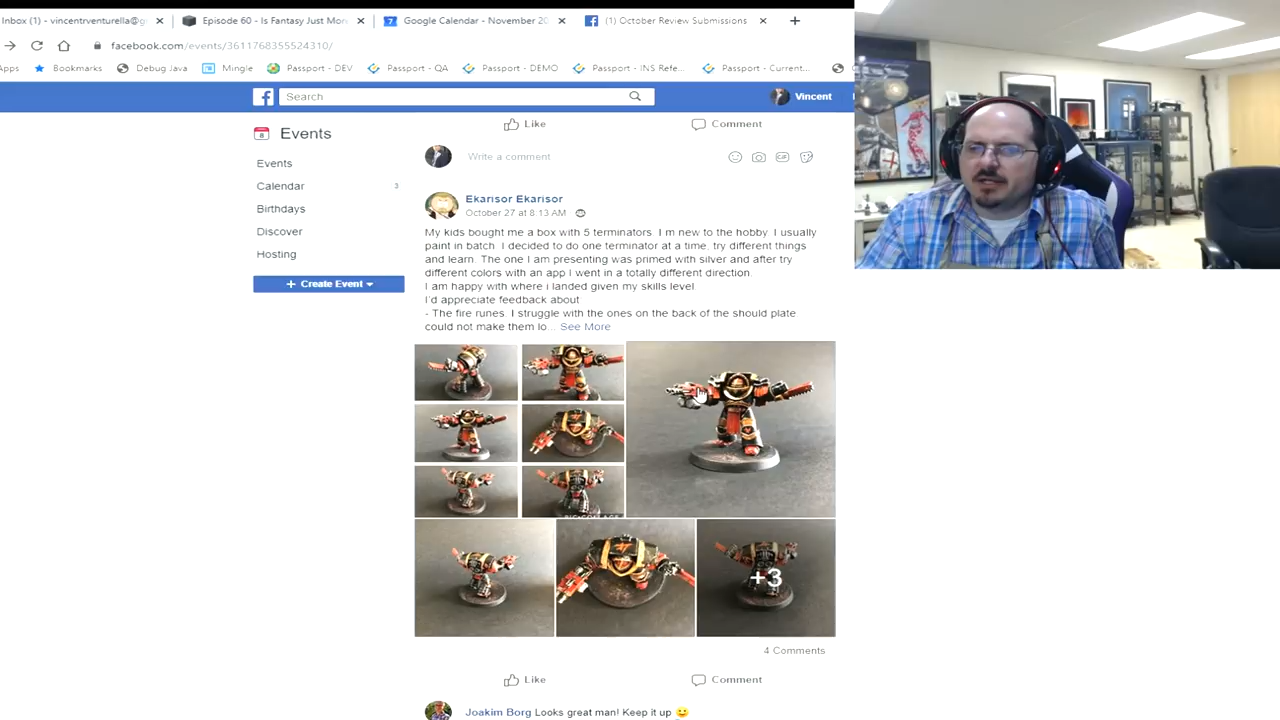 Inbox (1) - vincentrventurella@g
Episode 60 - Is Fantasy Just More
Google Calendar - November 20
(1) October Review Submissions
facebook.com/events/3611768355524310/
Apps
Bookmarks
Debug Java
Mingle
Passport - DEV
Passport - QA
Passport - DEMO
Passport - INS Refe...
Passport - Current...
Search
Vincent
Events
Like
Comment
Events
Calendar
3
Birthdays
Discover
Hosting
+ Create Event
Write a comment
GIF
Ekarisor Ekarisor
October 27 at 8:13 AM
My kids bought me a box with 5 terminators. I m new to the hobby. I usually
paint in batch. I decided to do one terminator at a time, try different things
and learn. The one I am presenting was primed with silver and after try
different colors with an app I went in a totally different direction.
I am happy with where i landed given my skills level.
I'd appreciate feedback about
- The fire runes. I struggle with the ones on the back of the should plate
could not make them lo... See More
+3
4 Comments
Like
Comment
Joakim Borg Looks great man! Keep it up